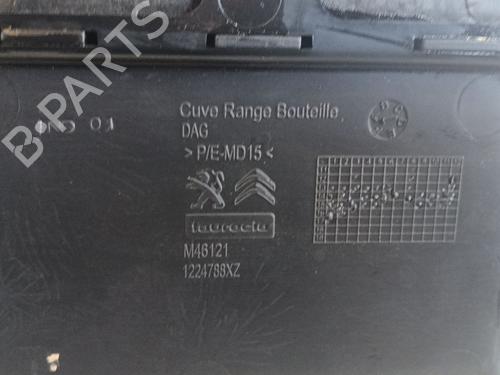 Cuve Range Bouteille
DAG
> P/E-MD15 <
faurecia
M46121
1224788XZ
B-PARTS